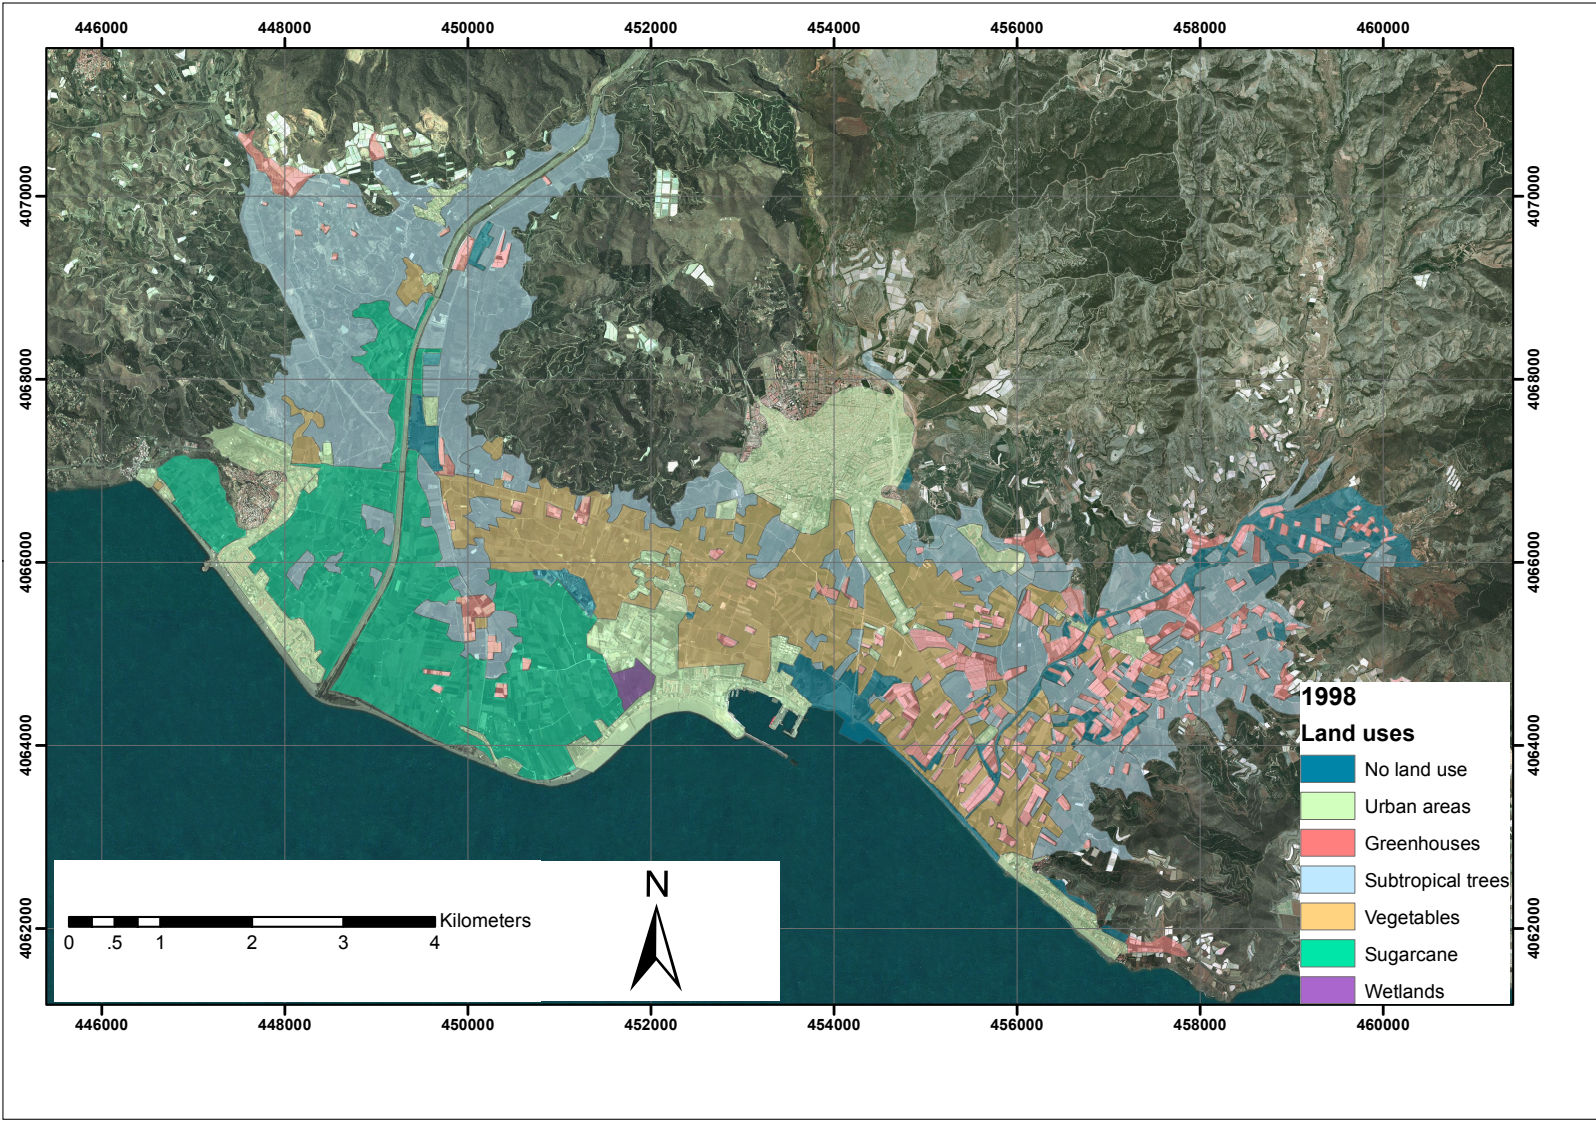 446000 448000 450000 452000 454000 456000 458000 460000
4070000 4070000
4068000 4068000
4066000 4066000
4064000 4064000
4062000 4062000
1998
Land uses
No land use
Urban areas
Greenhouses
Subtropical trees
Vegetables
Sugarcane
Wetlands
N
Kilometers
0 .5 1 2 3 4
446000 448000 450000 452000 454000 456000 458000 460000